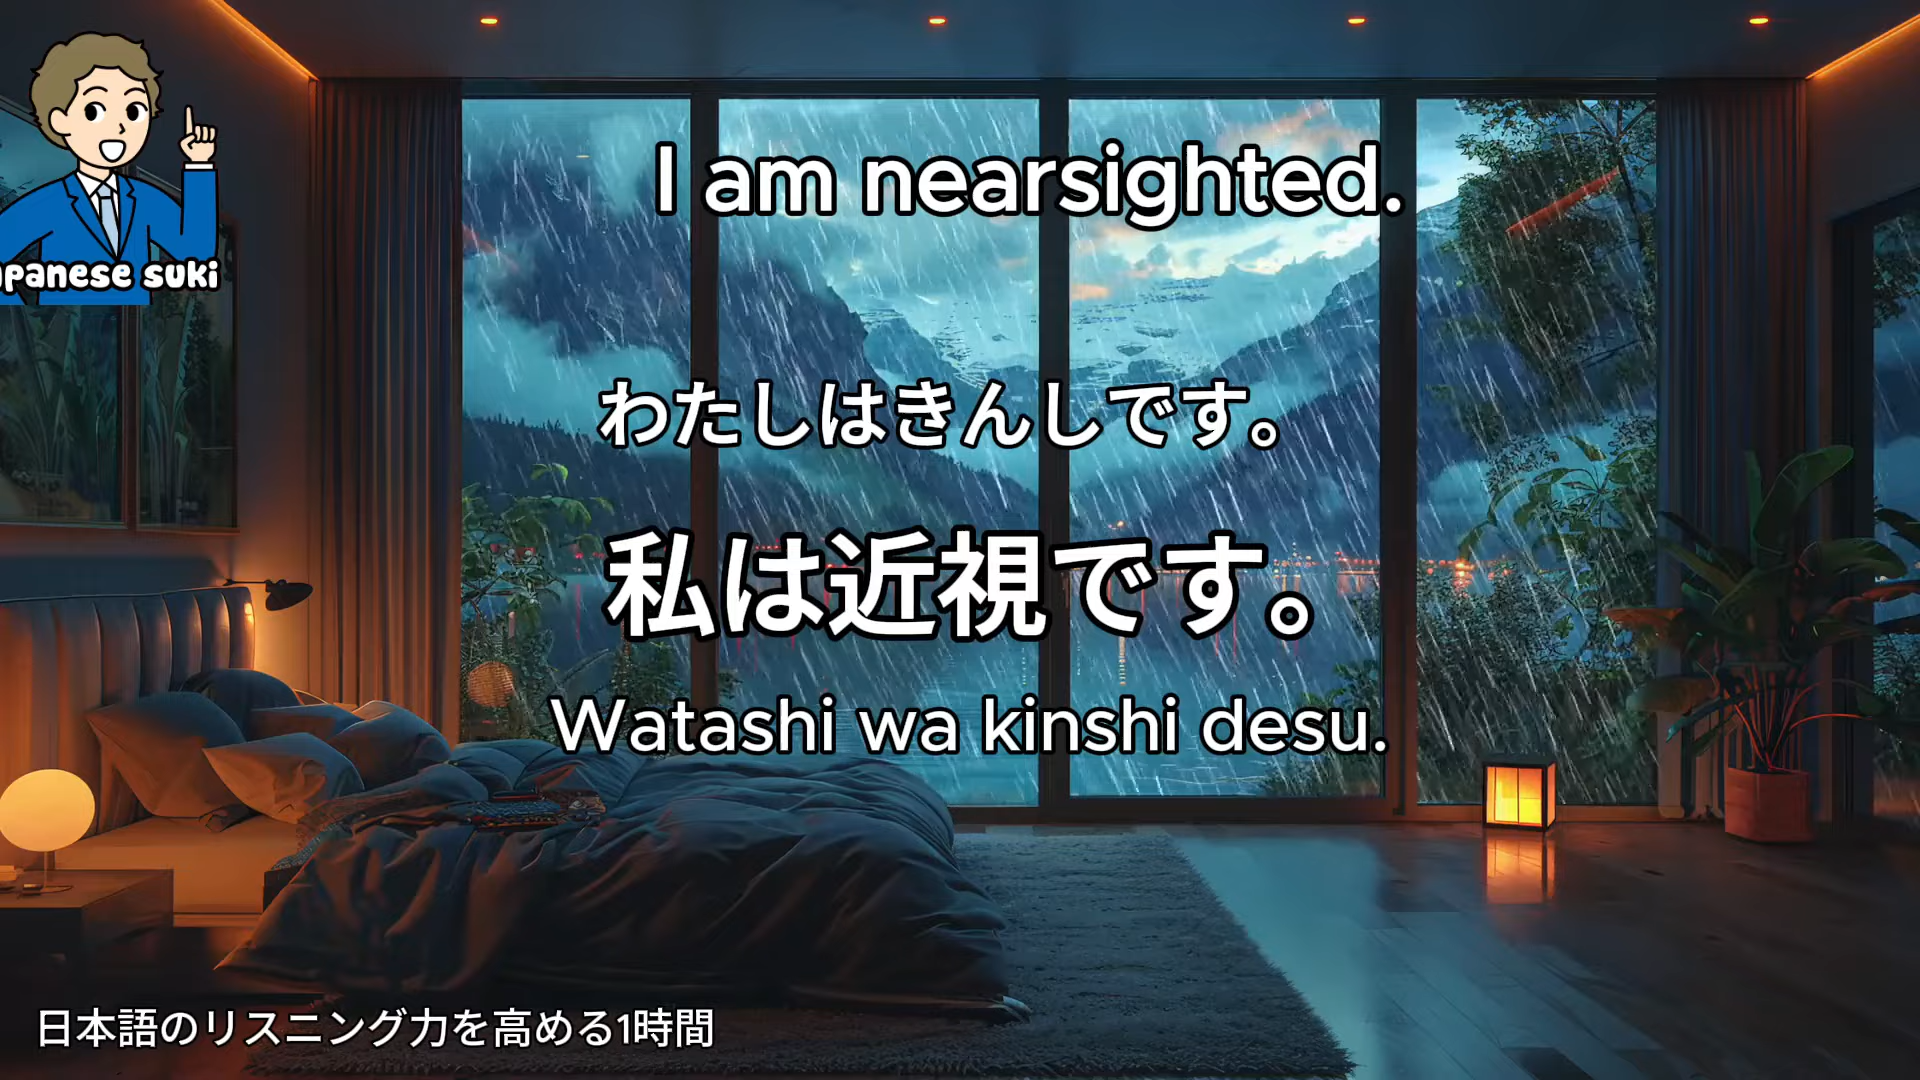 I am nearsighted.
panese suki
わたしはきんしです。
私は近視です。
Watashi wa kinshi desu.
日本語のリスニング力を高める1時間